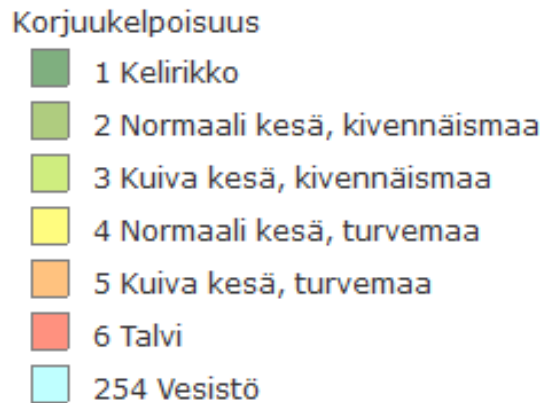 Korjuukelpoisuus
1 Kelirikko
2 Normaali kesä, kivennäismaa
3 Kuiva kesä, kivennäismaa
4 Normaali kesä, turvemaa
5 Kuiva kesä, turvemaa
6 Talvi
254 Vesistö